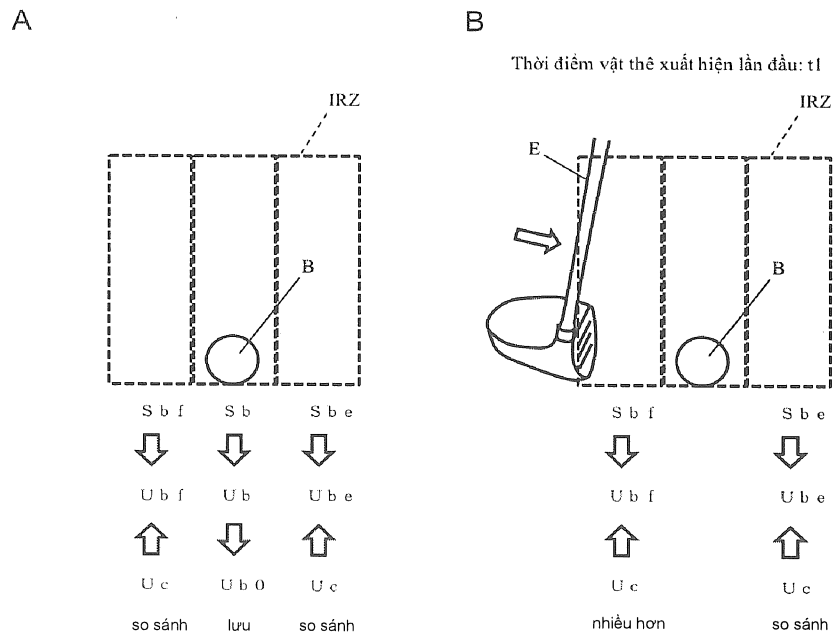 A
IRZ
B
S b f S b S b e
U b f U b U b e
U c U b 0 U c
so sánh lưu so sánh
B
Thời điểm vật thê xuất hiện lần đầu: t1
IRZ
E
B
S b f S b e
U b f U b e
U c U c
nhiều hơn so sánh